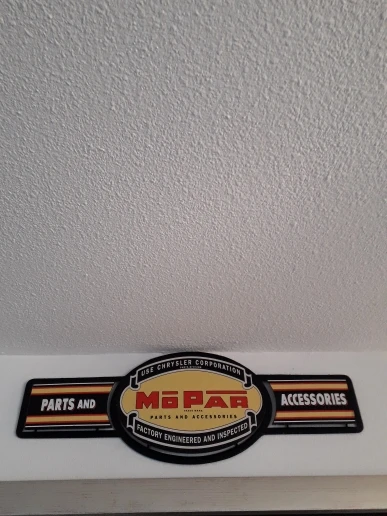 USE CHRYSLER CORPORATION
PARTS AND
MoPar
ACCESSORIES
PARTS AND ACCESSORIES
FACTORY ENGINEERED AND INSPECTED